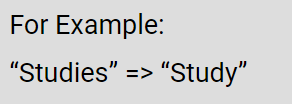 For Example:
“Studies” => “Study”